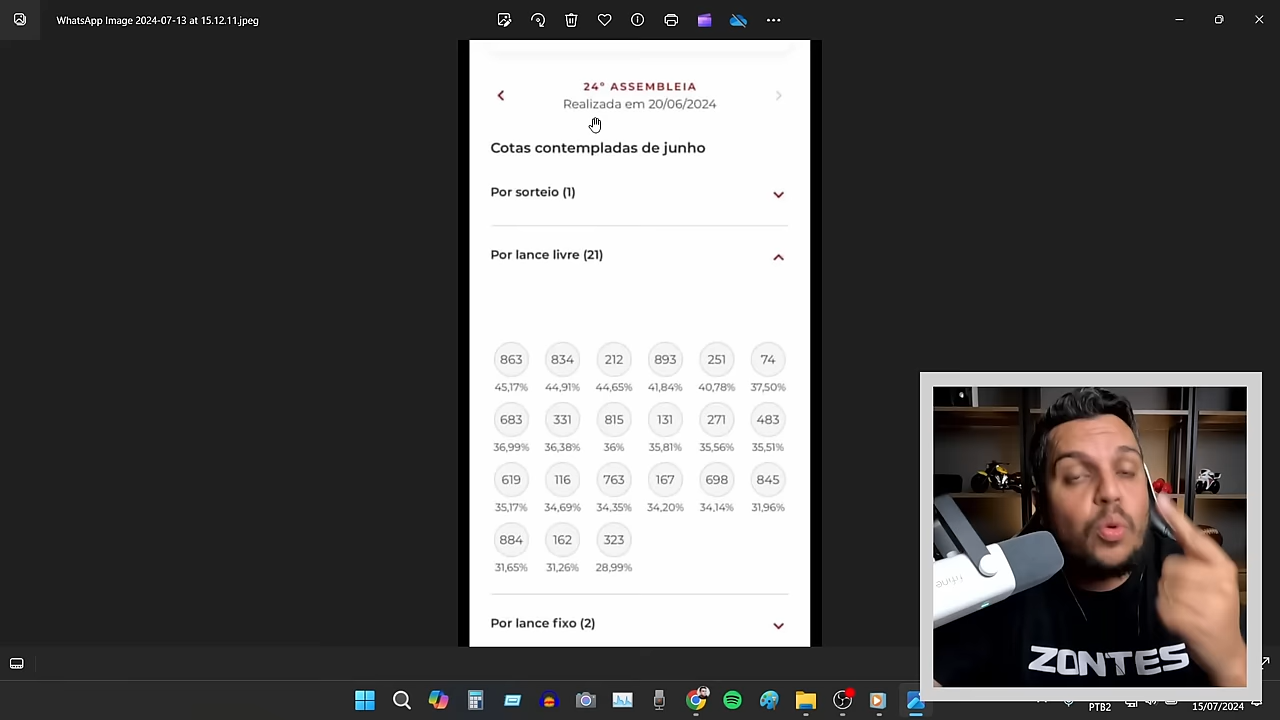 WhatsApp Image 2024-07-13 at 15.12.11.jpeg
24º ASSEMBLEIA
Realizada em 20/06/2024
Cotas contempladas de junho
Por sorteio (1)
Por lance livre (21)
863 834 212 893 251 74
45,17% 44,91% 44,65% 41,84% 40,78% 37,50%
683 331 815 131 271 483
36,99% 36,38% 36% 35,81% 35,56% 35,51%
619 116 763 167 698 845
35,17% 34,69% 34,35% 34,20% 34,14% 31,96%
884 162 323
31,65% 31,26% 28,99%
Por lance fixo (2)
fifine
ZONTES
PTB2
15/07/2024